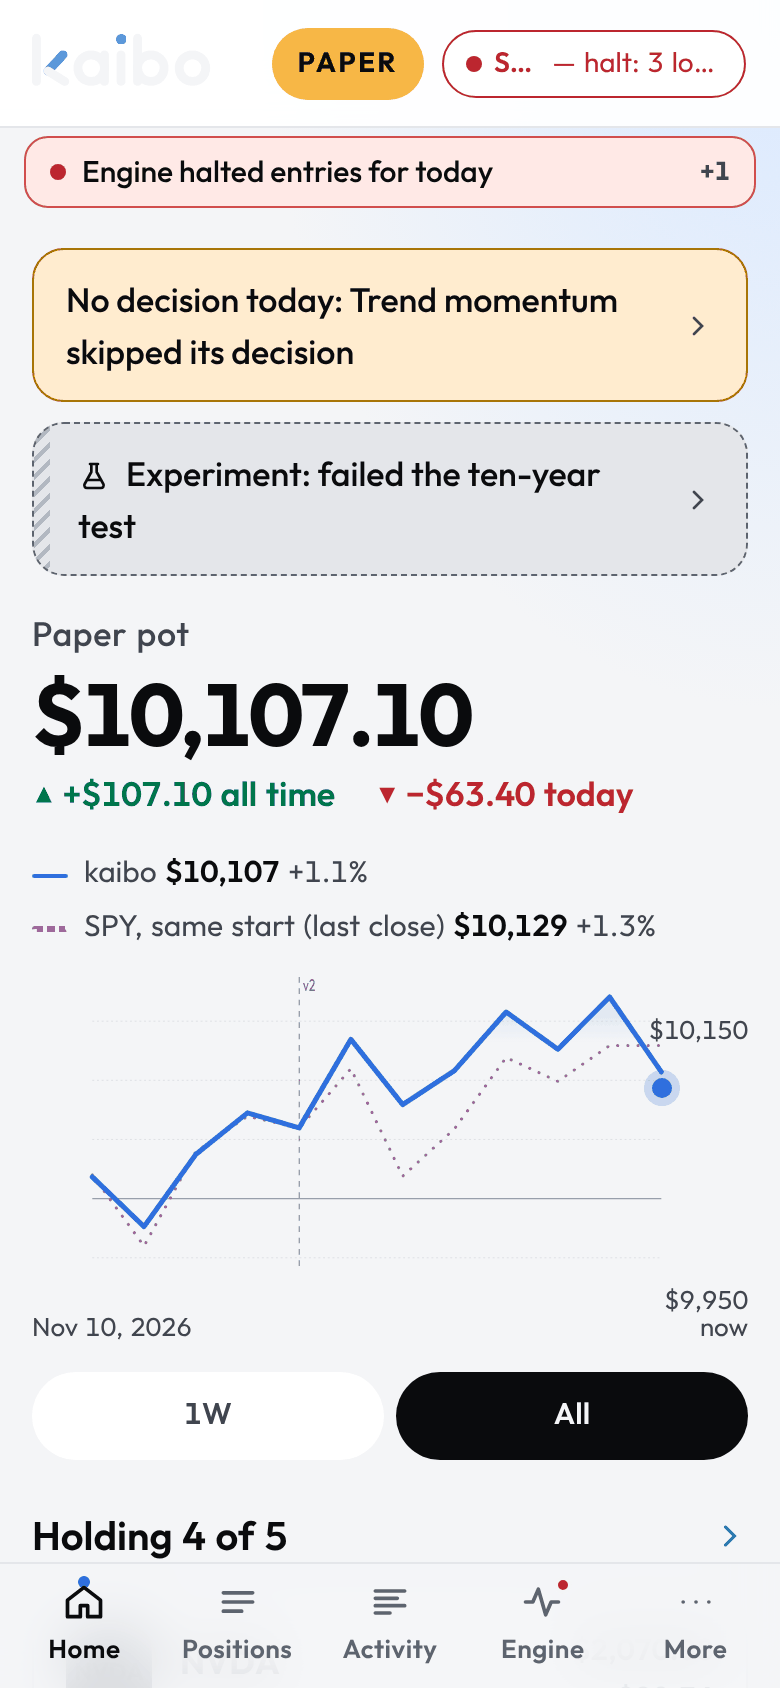 kaibo
PAPER
S... — halt: 3 lo...
Engine halted entries for today +1
No decision today: Trend momentum
skipped its decision
Experiment: failed the ten-year
test
Paper pot
$10,107.10
▲ +$107.10 all time ▼ −$63.40 today
kaibo $10,107 +1.1%
SPY, same start (last close) $10,129 +1.3%
v2
$10,150
$9,950
Nov 10, 2026 now
1W All
Holding 4 of 5
Home Positions Activity Engine More
NVDA